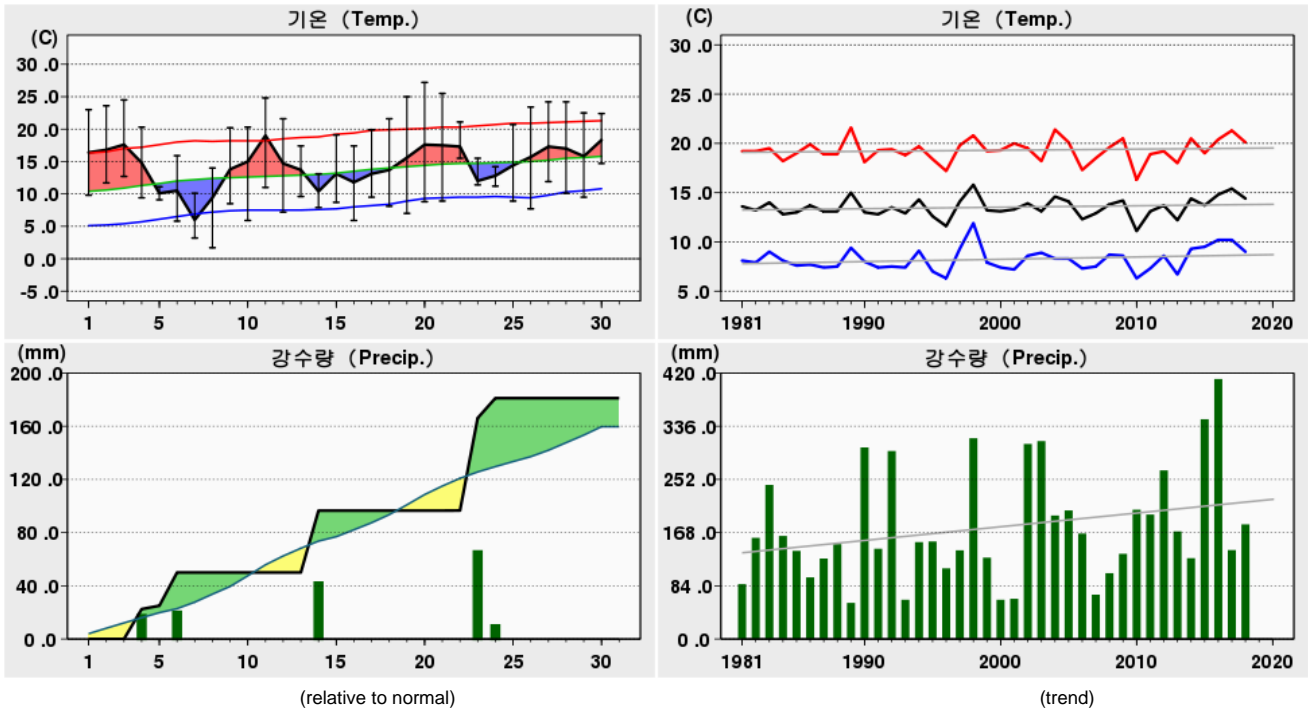 기온 (Temp.)
(C)
30 .0
25 .0
20 .0
15 .0
10 .0
5 .0
0 .0
-5 .0
1 5 10 15 20 25 30
기온 (Temp.)
(C)
30 .0
25 .0
20 .0
15 .0
10 .0
5 .0
1981 1990 2000 2010 2020
강수량 (Precip.)
(mm)
200 .0
160 .0
120 .0
80 .0
40 .0
0 .0
1 5 10 15 20 25 30
(relative to normal)
강수량 (Precip.)
(mm)
420 .0
336 .0
252 .0
168 .0
84 .0
0 .0
1981 1990 2000 2010 2020
(trend)